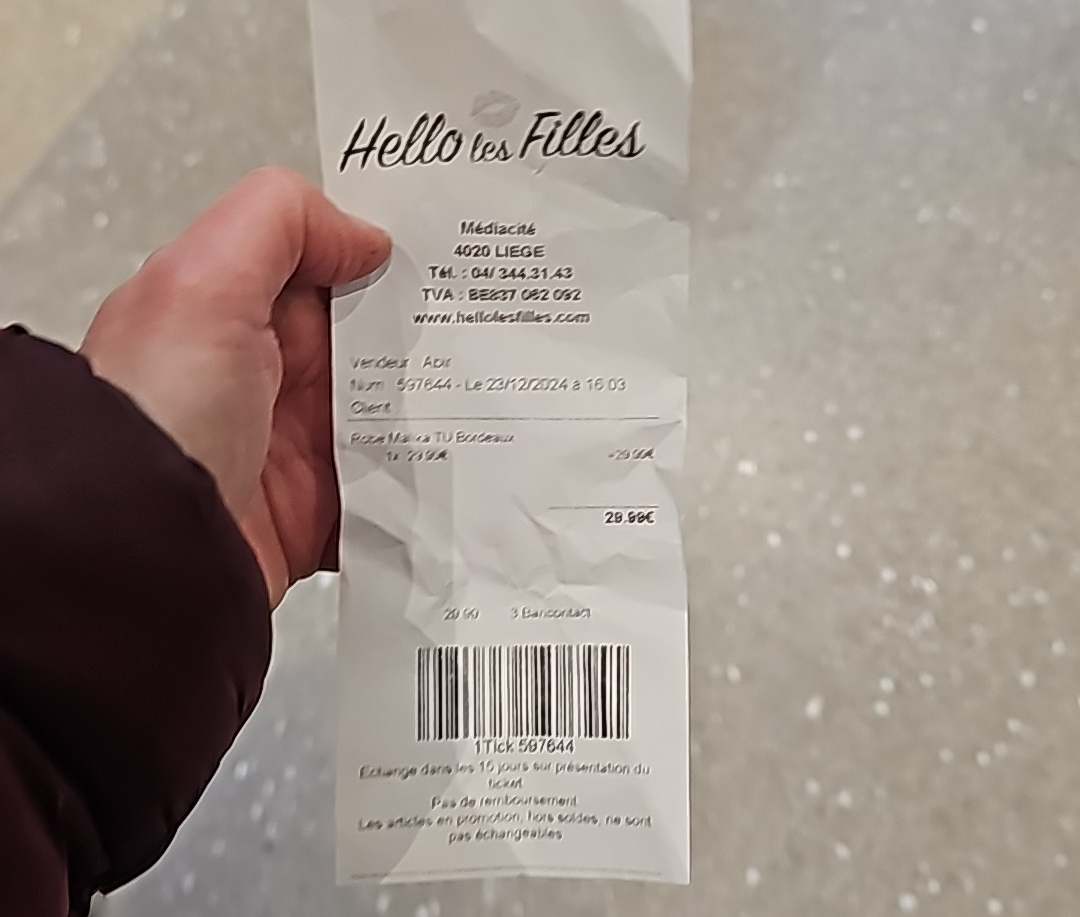 Hello les Filles
Médiacité
4020 LIEGE
Tél. : 04/ 344.31.43
TVA : BE837 082 092
www.hellolesfilles.com
Vendeur Abir
Num 597644 - Le 23/12/2024 à 16:03
Client
Robe TU Bordeaux
1x 29.99€ =29.99€
29.99€
3 Bancontact
1Tick 597644
Echange dans les 15 jours sur présentation du
ticket
Pas de remboursement
Les articles en promotion, hors soldes, ne sont
pas échangeables